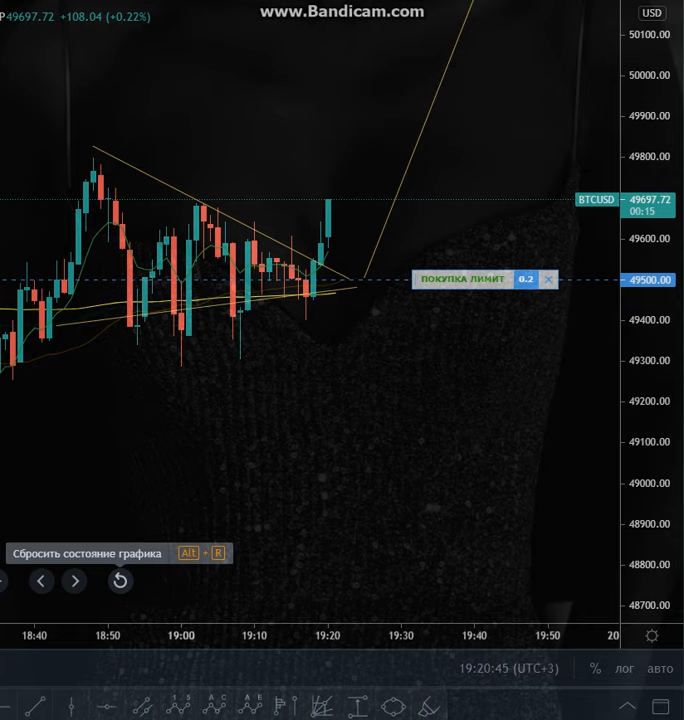 www.Bandicam.com
USD
49697.72 +108.04 (+0.22%)
50100.00
50000.00
49900.00
49800.00
BTCUSD 49697.72
00:15
49600.00
ПОКУПКА ЛИМИТ 0.2 × 49500.00
49400.00
49300.00
49200.00
49100.00
49000.00
48900.00
48800.00
48700.00
Сбросить состояние графика Alt + R
18:40 18:50 19:00 19:10 19:20 19:30 19:40 19:50 20
19:20:45 (UTC+3) % лог авто